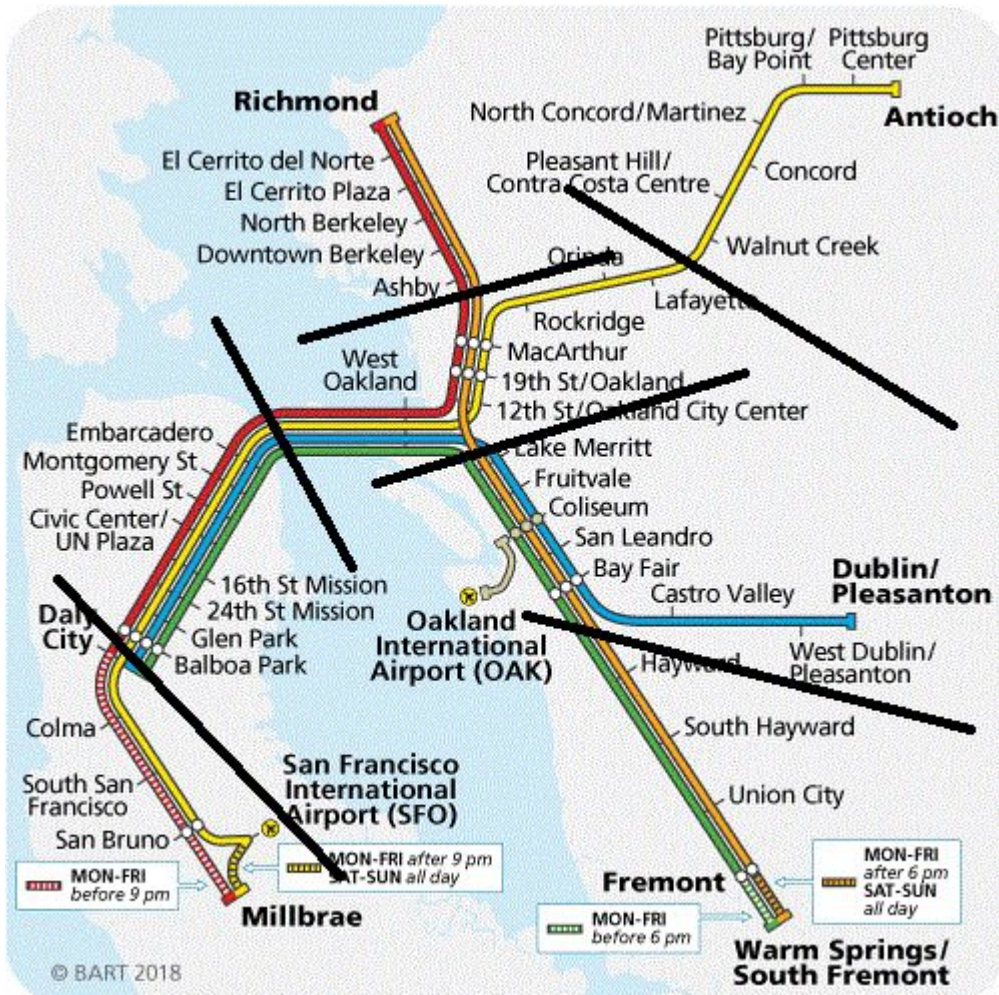 Pittsburg/
Bay Point
Pittsburg
Center
Richmond
Antioch
North Concord/Martinez
El Cerrito del Norte
Pleasant Hill/
Contra Costa Centre
Concord
El Cerrito Plaza
North Berkeley
Downtown Berkeley
Walnut Creek
Orinda
Ashby
Lafayette
Rockridge
West
Oakland
MacArthur
19th St/Oakland
12th St/Oakland City Center
Embarcadero
Lake Merritt
Montgomery St
Fruitvale
Powell St
Coliseum
Civic Center/
UN Plaza
San Leandro
Bay Fair
16th St Mission
Castro Valley
Dublin/
Pleasanton
24th St Mission
Daly
City
Glen Park
Balboa Park
Oakland
International
Airport (OAK)
Hayward
West Dublin/
Pleasanton
Colma
South Hayward
San Francisco
International
Airport (SFO)
South San
Francisco
Union City
San Bruno
MON-FRI
before 9 pm
MON-FRI after 9 pm
SAT-SUN all day
Millbrae
Fremont
MON-FRI
after 6 pm
SAT-SUN
all day
MON-FRI
before 6 pm
Warm Springs/
South Fremont
© BART 2018